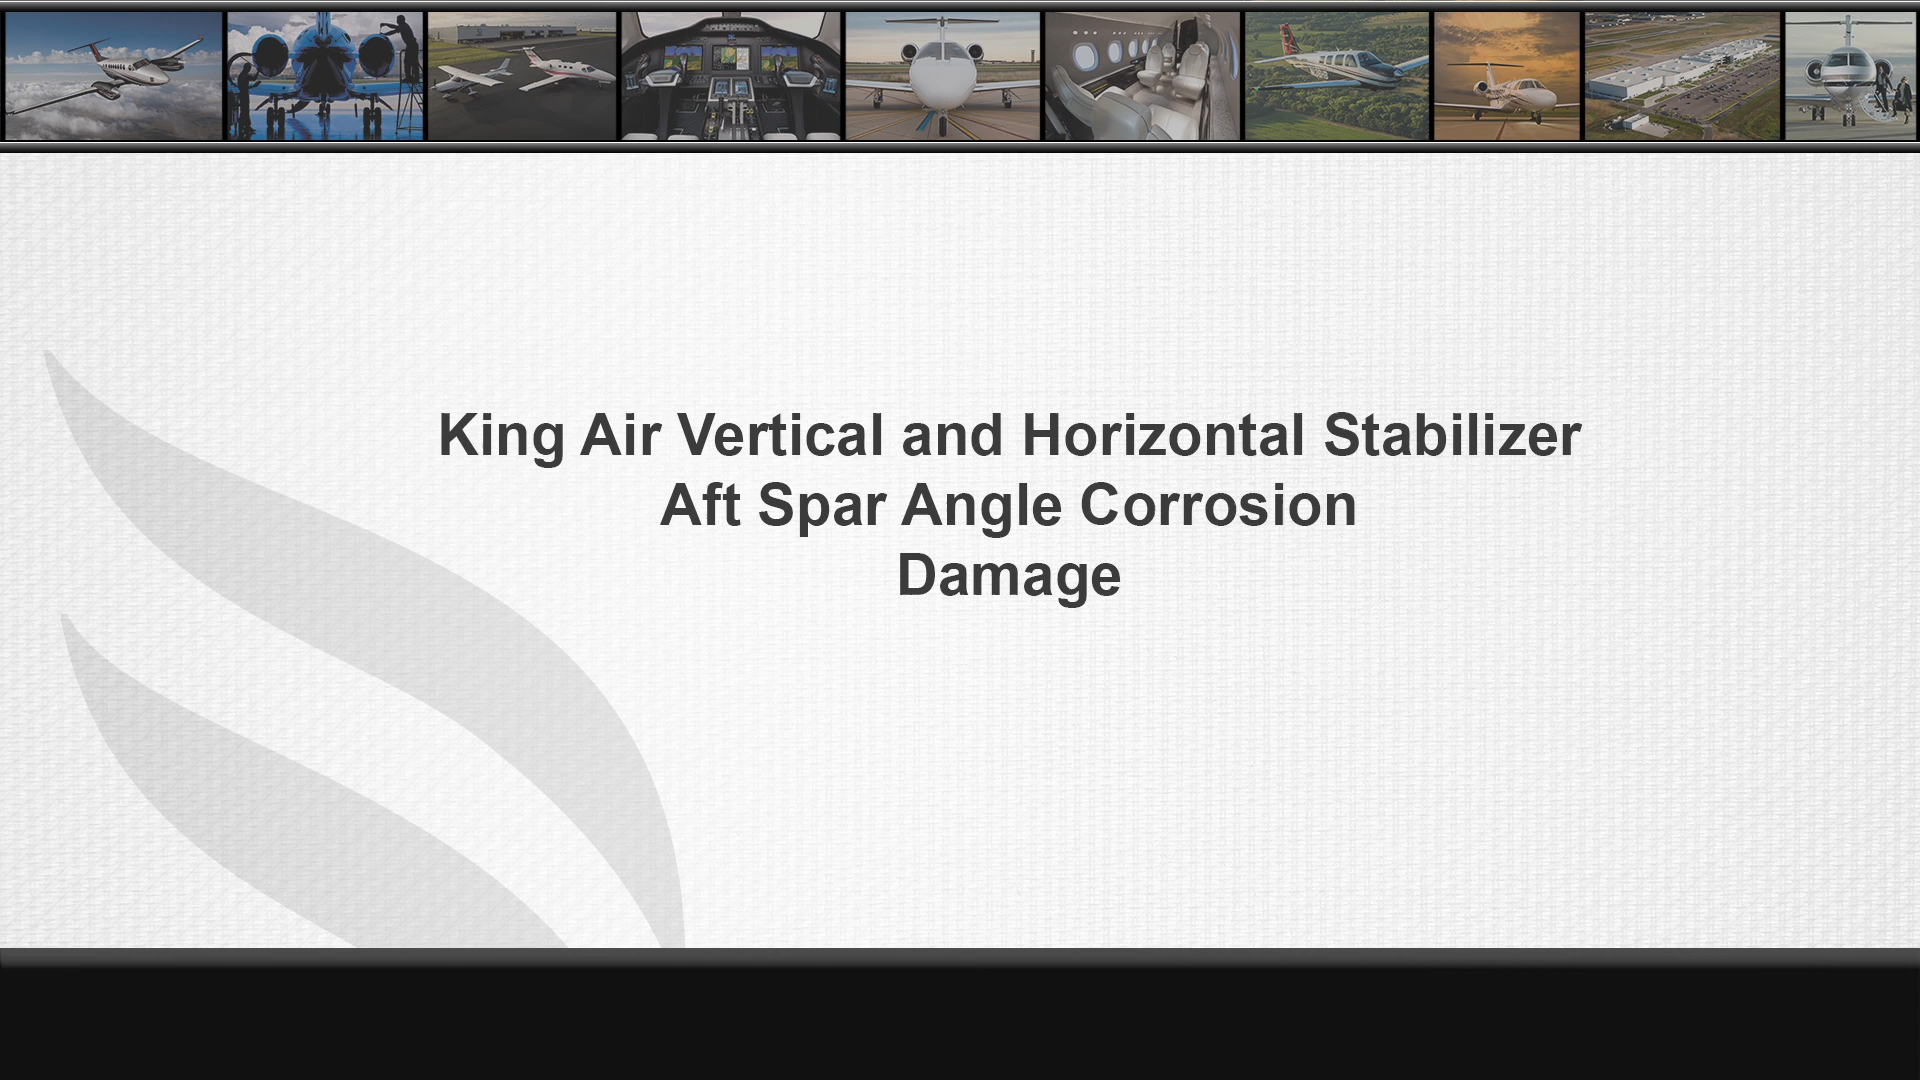 King Air Vertical and Horizontal Stabilizer
Aft Spar Angle Corrosion
Damage